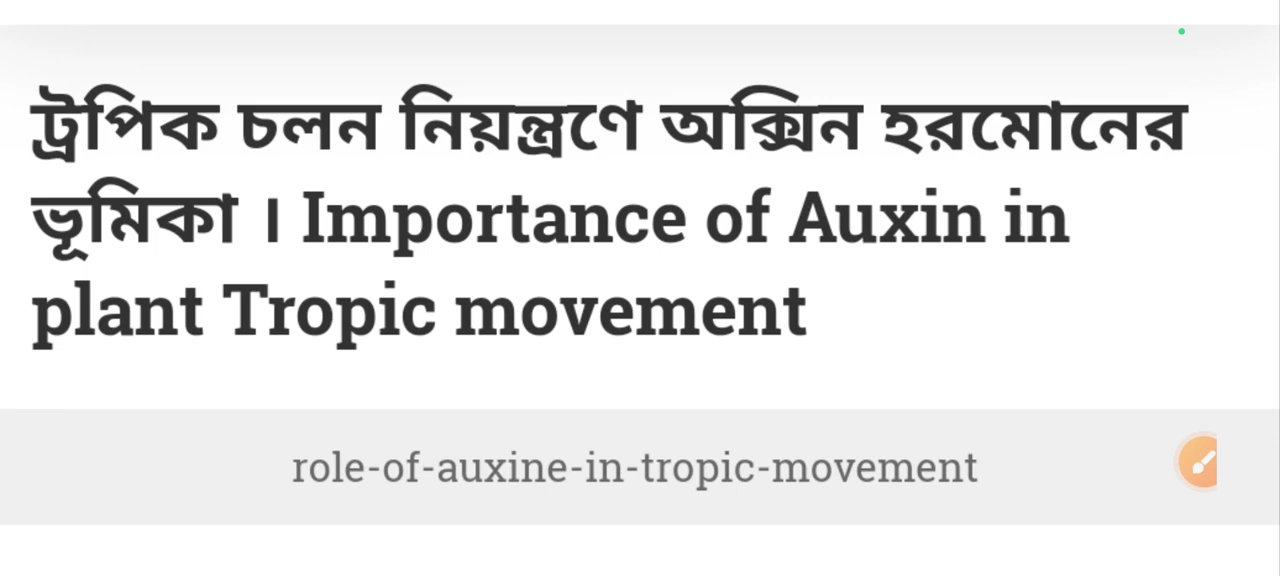 ট্রপিক চলন নিয়ন্ত্রণে অক্সিন হরমোনের
ভূমিকা । Importance of Auxin in
plant Tropic movement
role-of-auxine-in-tropic-movement